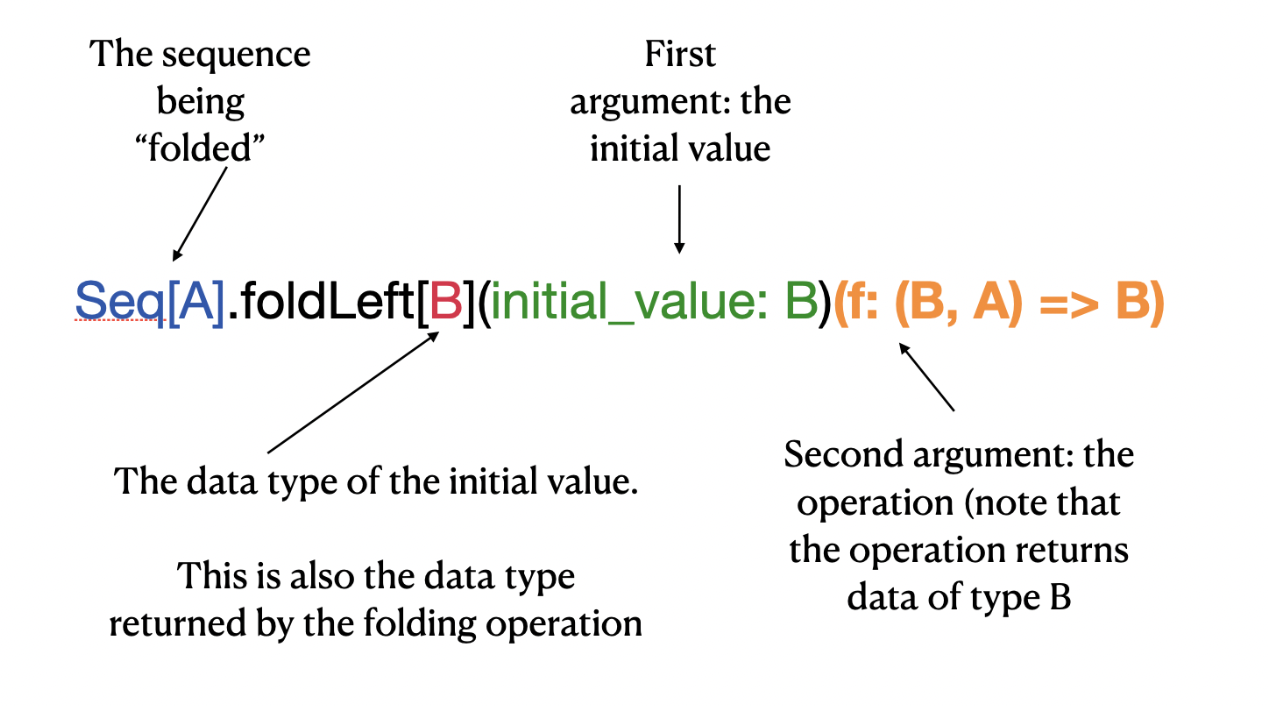 The sequence
being
“folded”
First
argument: the
initial value
Seq[A].foldLeft[B](initial_value: B)(f: (B, A) => B)
The data type of the initial value.
This is also the data type
returned by the folding operation
Second argument: the
operation (note that
the operation returns
data of type B